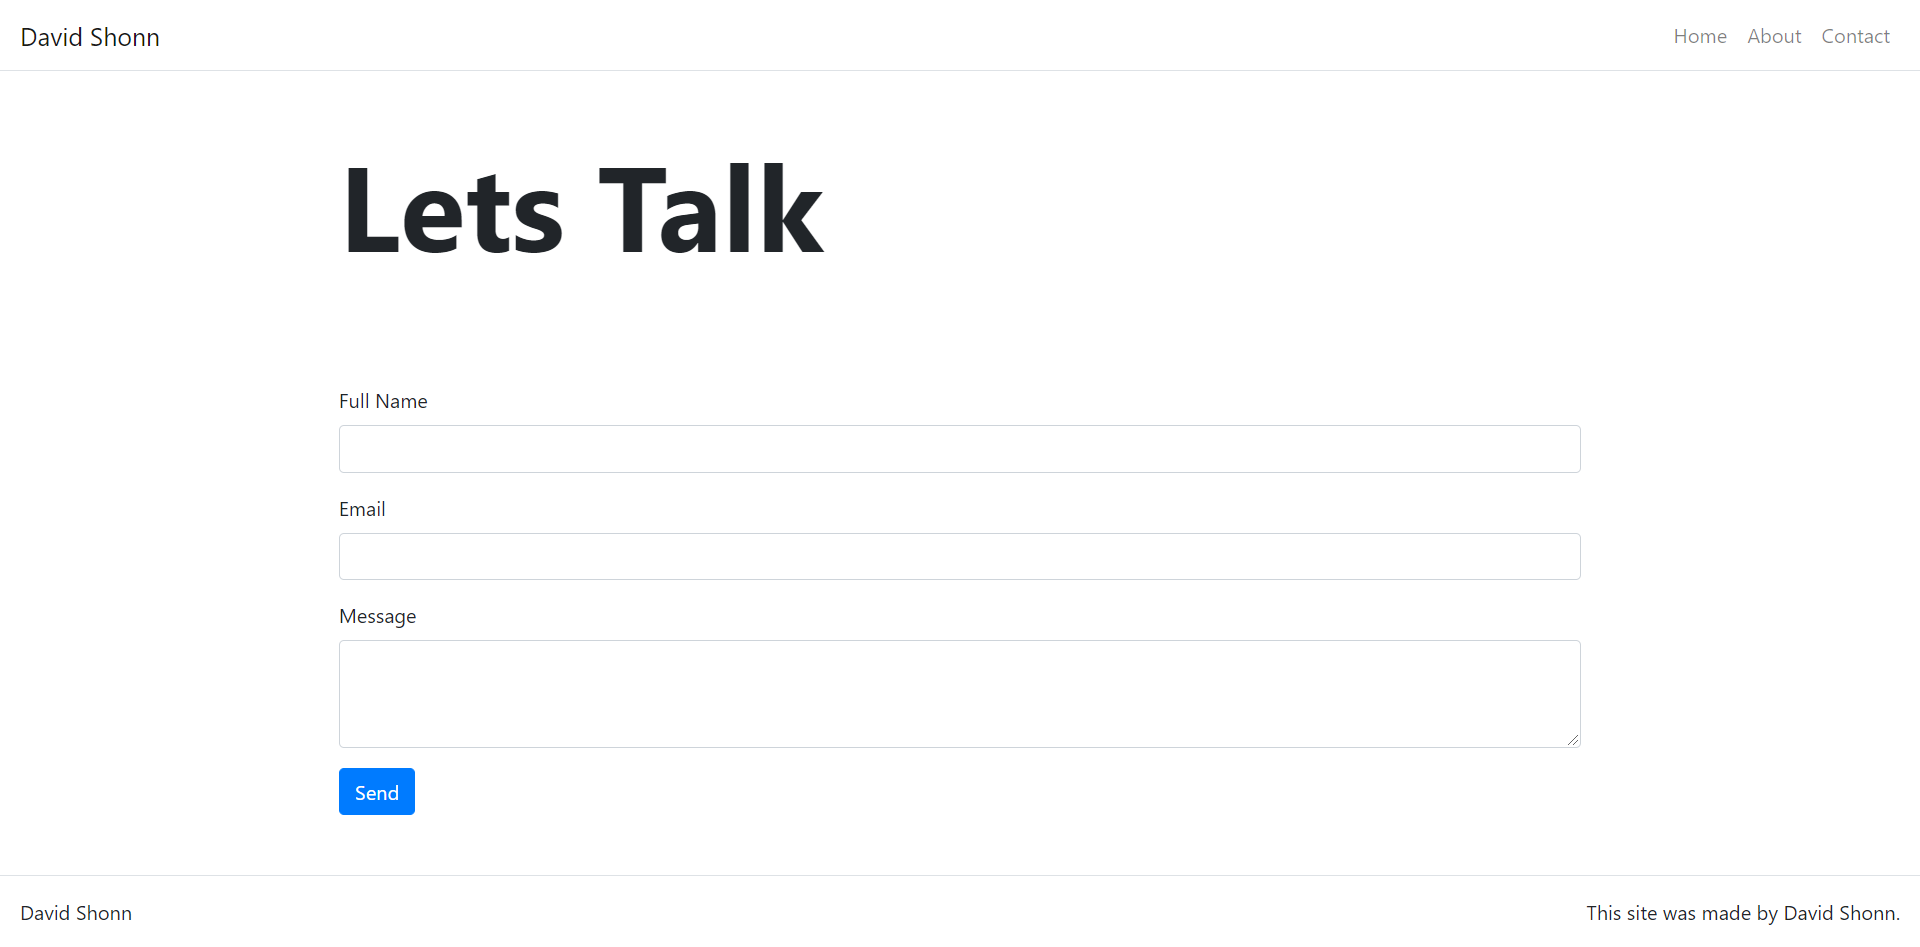 David Shonn
Home About Contact
Lets Talk
Full Name
Email
Message
Send
David Shonn
This site was made by David Shonn.